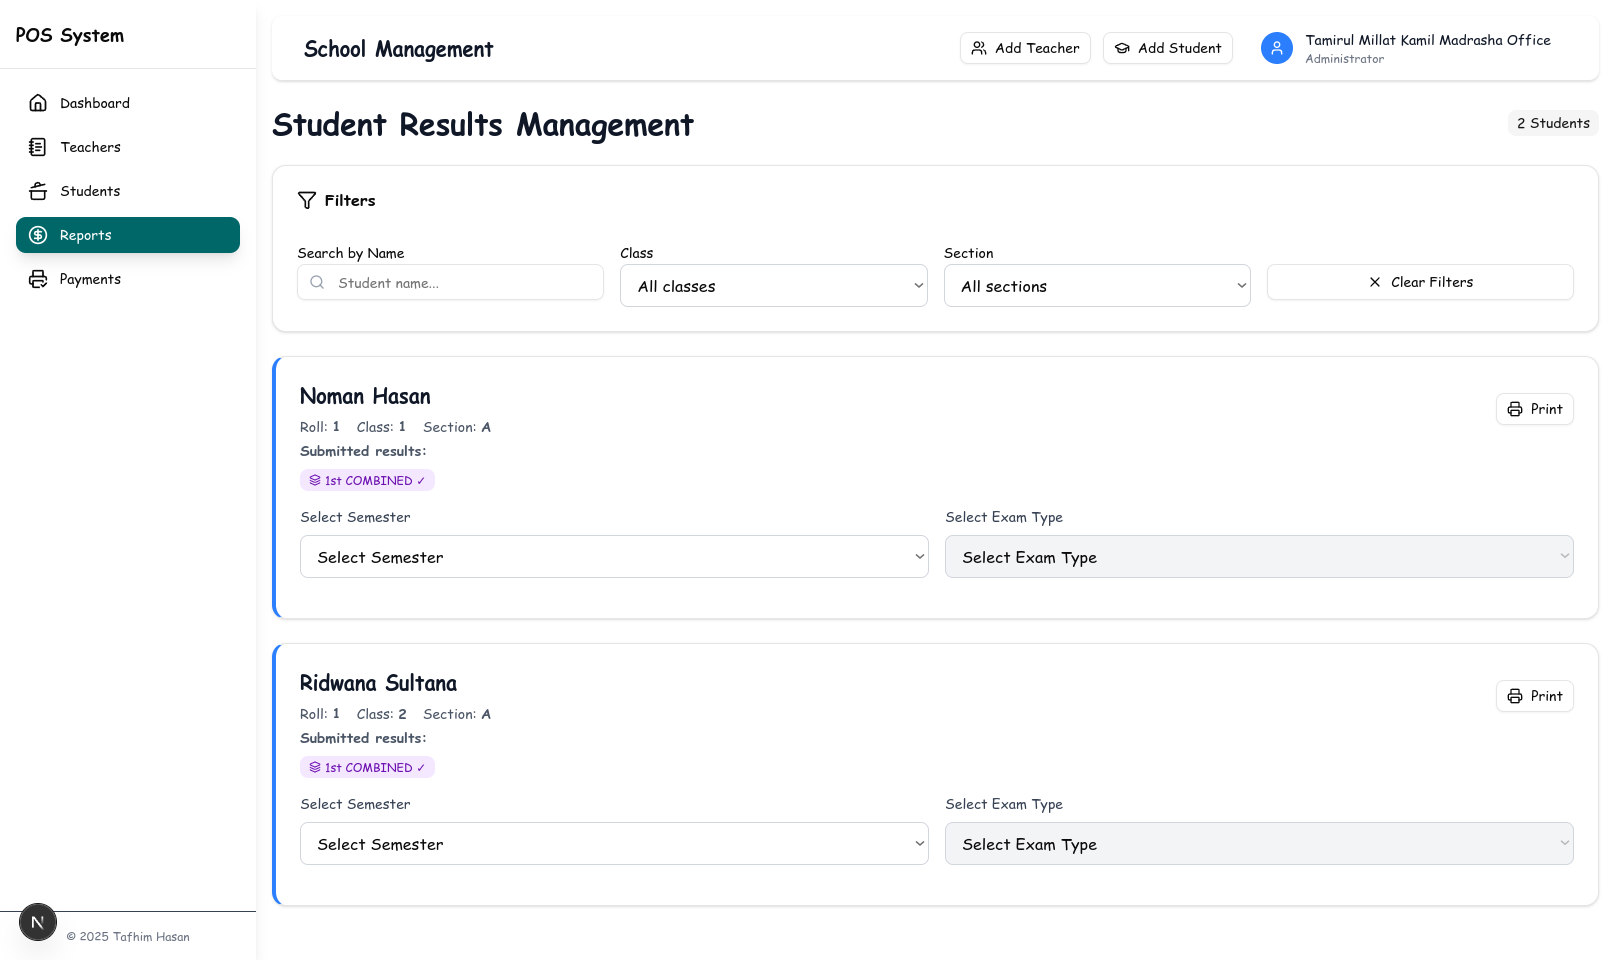 POS System
Dashboard
Teachers
Students
Reports
Payments
© 2025 Tafhim Hasan
School Management
Add Teacher
Add Student
Tamirul Millat Kamil Madrasha Office
Administrator
Student Results Management
2 Students
Filters
Search by Name
Student name...
Class
All classes
Section
All sections
Clear Filters
Noman Hasan
Print
Roll: 1 Class: 1 Section: A
Submitted results:
1st COMBINED ✓
Select Semester
Select Semester
Select Exam Type
Select Exam Type
Ridwana Sultana
Print
Roll: 1 Class: 2 Section: A
Submitted results:
1st COMBINED ✓
Select Semester
Select Semester
Select Exam Type
Select Exam Type
N